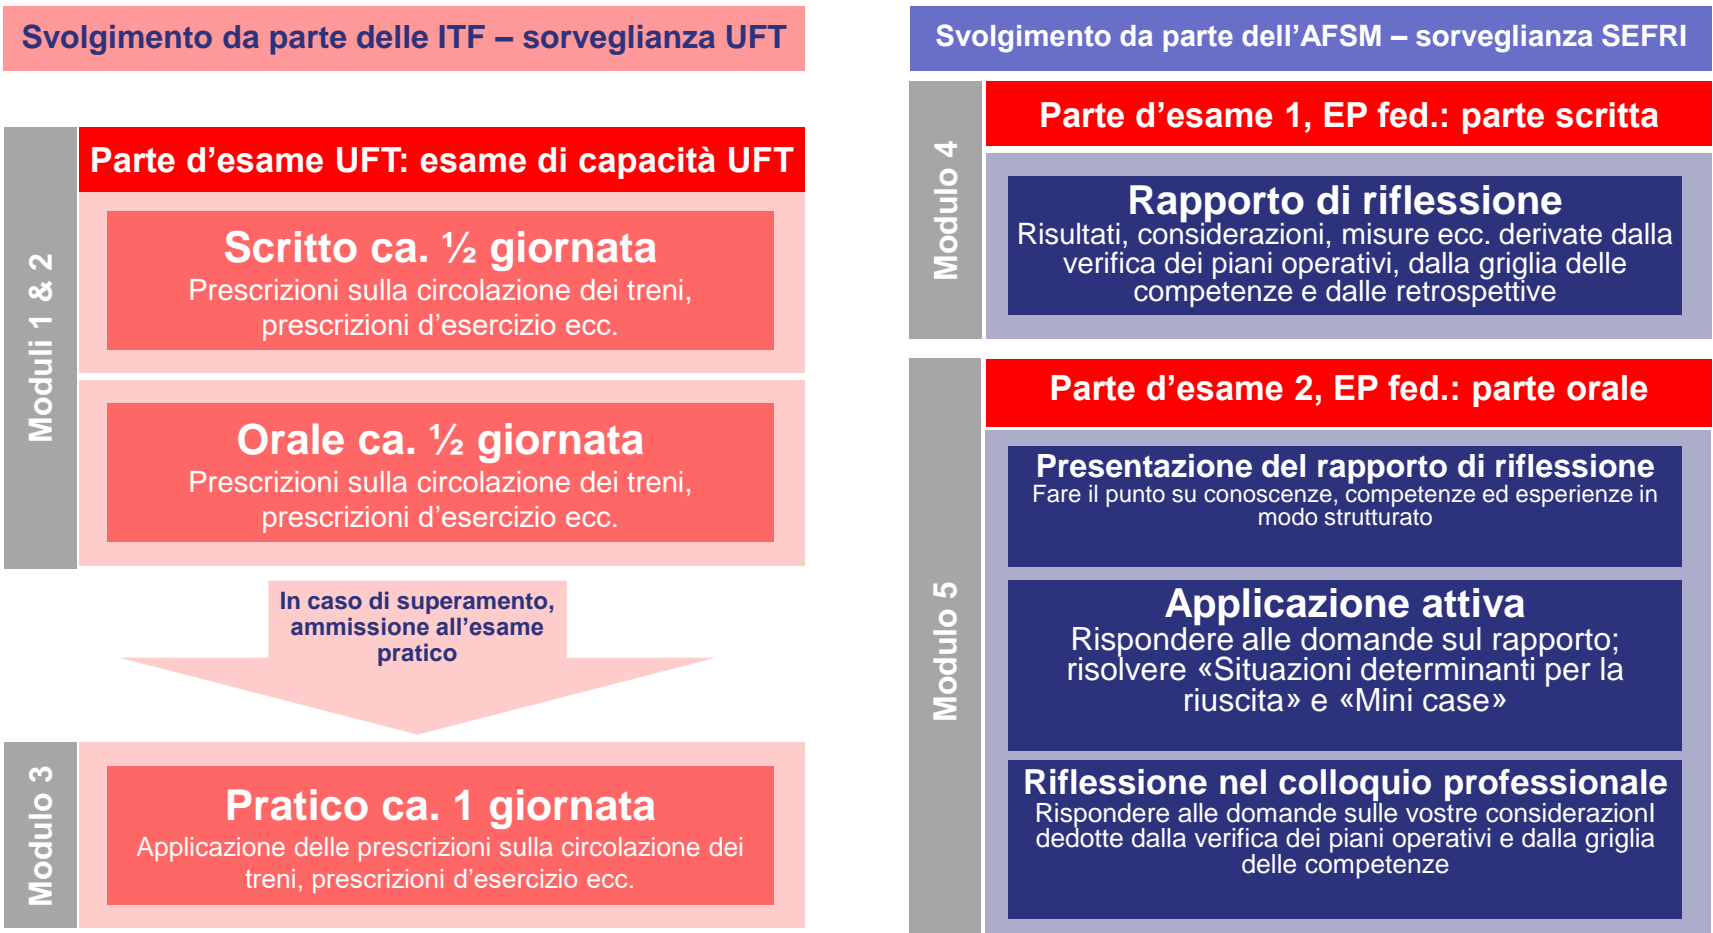 Svolgimento da parte delle ITF – sorveglianza UFT
Moduli 1 & 2
Parte d’esame UFT: esame di capacità UFT
Scritto ca. ½ giornata
Prescrizioni sulla circolazione dei treni,
prescrizioni d’esercizio ecc.
Orale ca. ½ giornata
Prescrizioni sulla circolazione dei treni,
prescrizioni d’esercizio ecc.
In caso di superamento,
ammissione all’esame
pratico
Modulo 3
Pratico ca. 1 giornata
Applicazione delle prescrizioni sulla circolazione dei
treni, prescrizioni d’esercizio ecc.
Svolgimento da parte dell’AFSM – sorveglianza SEFRI
Modulo 4
Parte d’esame 1, EP fed.: parte scritta
Rapporto di riflessione
Risultati, considerazioni, misure ecc. derivate dalla
verifica dei piani operativi, dalla griglia delle
competenze e dalle retrospettive
Modulo 5
Parte d’esame 2, EP fed.: parte orale
Presentazione del rapporto di riflessione
Fare il punto su conoscenze, competenze ed esperienze in
modo strutturato
Applicazione attiva
Rispondere alle domande sul rapporto;
risolvere «Situazioni determinanti per la
riuscita» e «Mini case»
Riflessione nel colloquio professionale
Rispondere alle domande sulle vostre considerazionI
dedotte dalla verifica dei piani operativi e dalla griglia
delle competenze